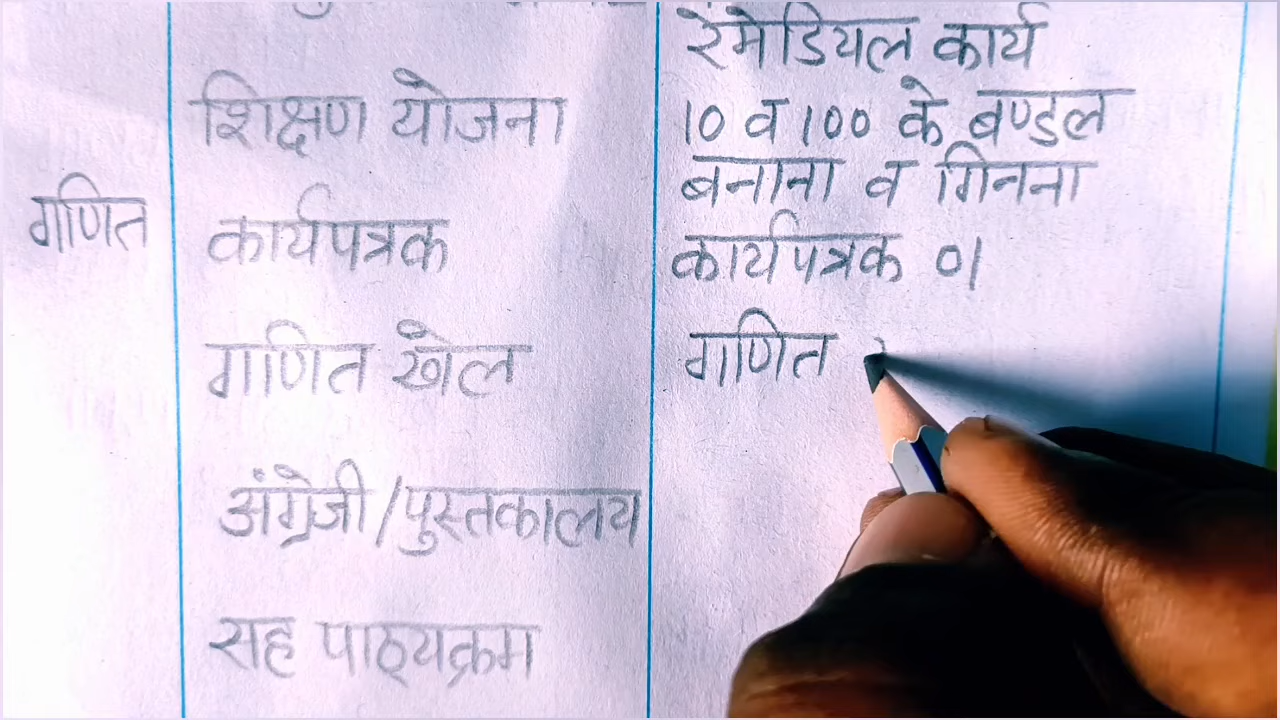 रेमेडियल कार्य
शिक्षण योजना
10 व 100 के बण्डल
बनाना व गिनना
गणित
कार्यपत्रक
कार्यपत्रक 01
गणित खेल
गणित
अंग्रेजी/पुस्तकालय
सह पाठ्यक्रम